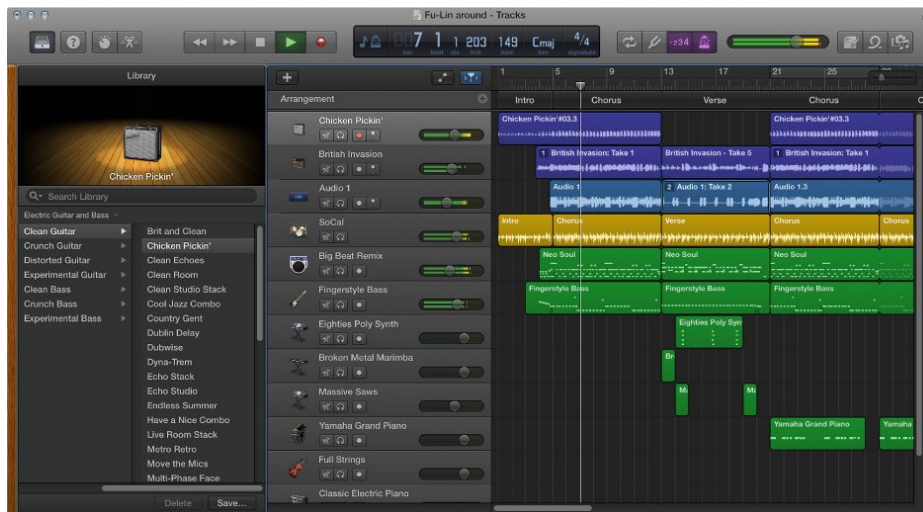 Fu-Lin around - Tracks
007 1 1 203 149 Cmaj 4/4
bar beat div tick bpm key signature
1234
Library
Chicken Pickin'
Search Library
Electric Guitar and Bass
Clean Guitar
Crunch Guitar
Distorted Guitar
Experimental Guitar
Clean Bass
Crunch Bass
Experimental Bass
Brit and Clean
Chicken Pickin'
Clean Echoes
Clean Room
Clean Studio Stack
Cool Jazz Combo
Country Gent
Dublin Delay
Dubwise
Dyna-Trem
Echo Stack
Echo Studio
Endless Summer
Have a Nice Combo
Live Room Stack
Metro Retro
Move the Mics
Multi-Phase Face
Delete Save...
1 5 9 13 17 21 25
Arrangement
Intro Chorus Verse Chorus C
Chicken Pickin'
Chicken Pickin'#03.3 Chicken Pickin'#03.3
British Invasion
1 British Invasion: Take 1 British Invasion - Take 5 1 British Invasion: Take 1
Audio 1
Audio 1 2 Audio 1: Take 2 Audio 1.3
SoCal
Intro Chorus Verse Chorus Chorus
Big Beat Remix
Neo Soul Neo Soul Neo Soul
Fingerstyle Bass
Fingerstyle Bass Fingerstyle Bass Fingerstyle Bass
Eighties Poly Synth
Eighties Poly Syn
Broken Metal Marimba
Br
Massive Saws
Ma Ma
Yamaha Grand Piano
Yamaha Grand Piano Yamaha
Full Strings
Classic Electric Piano